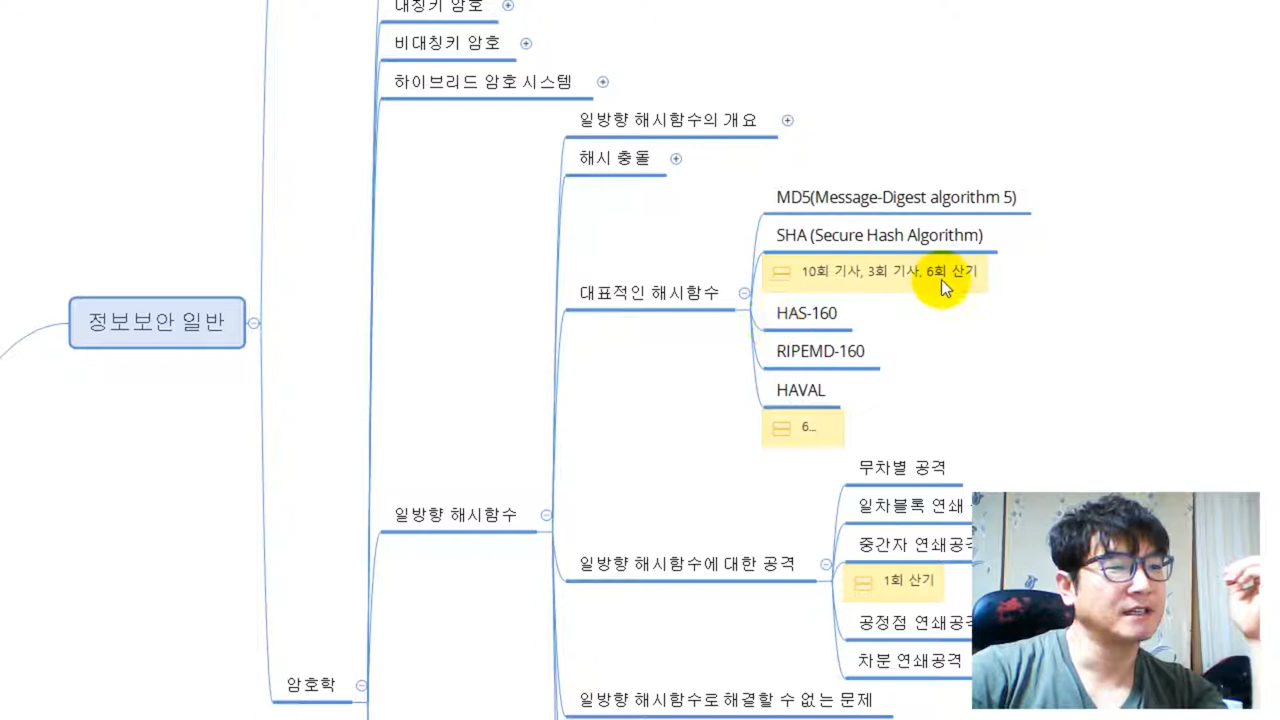 대칭키 암호
비대칭키 암호
하이브리드 암호 시스템
일방향 해시함수의 개요
해시 충돌
MD5(Message-Digest algorithm 5)
SHA (Secure Hash Algorithm)
10회 기사, 3회 기사. 6회 산기
대표적인 해시함수
HAS-160
정보보안 일반
RIPEMD-160
HAVAL
6...
무차별 공격
일차블록 연쇄
일방향 해시함수
중간자 연쇄공격
일방향 해시함수에 대한 공격
1회 산기
공정점 연쇄공격
차분 연쇄공격
암호학
일방향 해시함수로 해결할 수 없는 문제